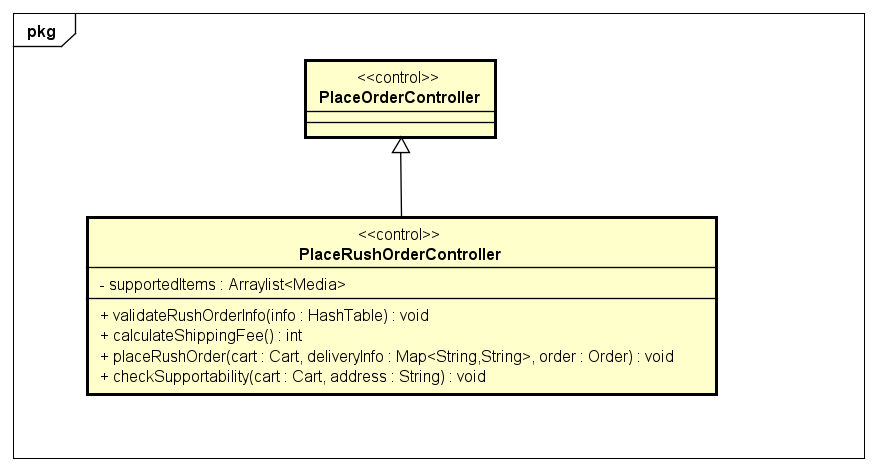 pkg
<<control>>
PlaceOrderController
<<control>>
PlaceRushOrderController
- supportedItems : Arraylist<Media>
+ validateRushOrderInfo(info : HashTable) : void
+ calculateShippingFee() : int
+ placeRushOrder(cart : Cart, deliveryInfo : Map<String,String>, order : Order) : void
+ checkSupportability(cart : Cart, address : String) : void